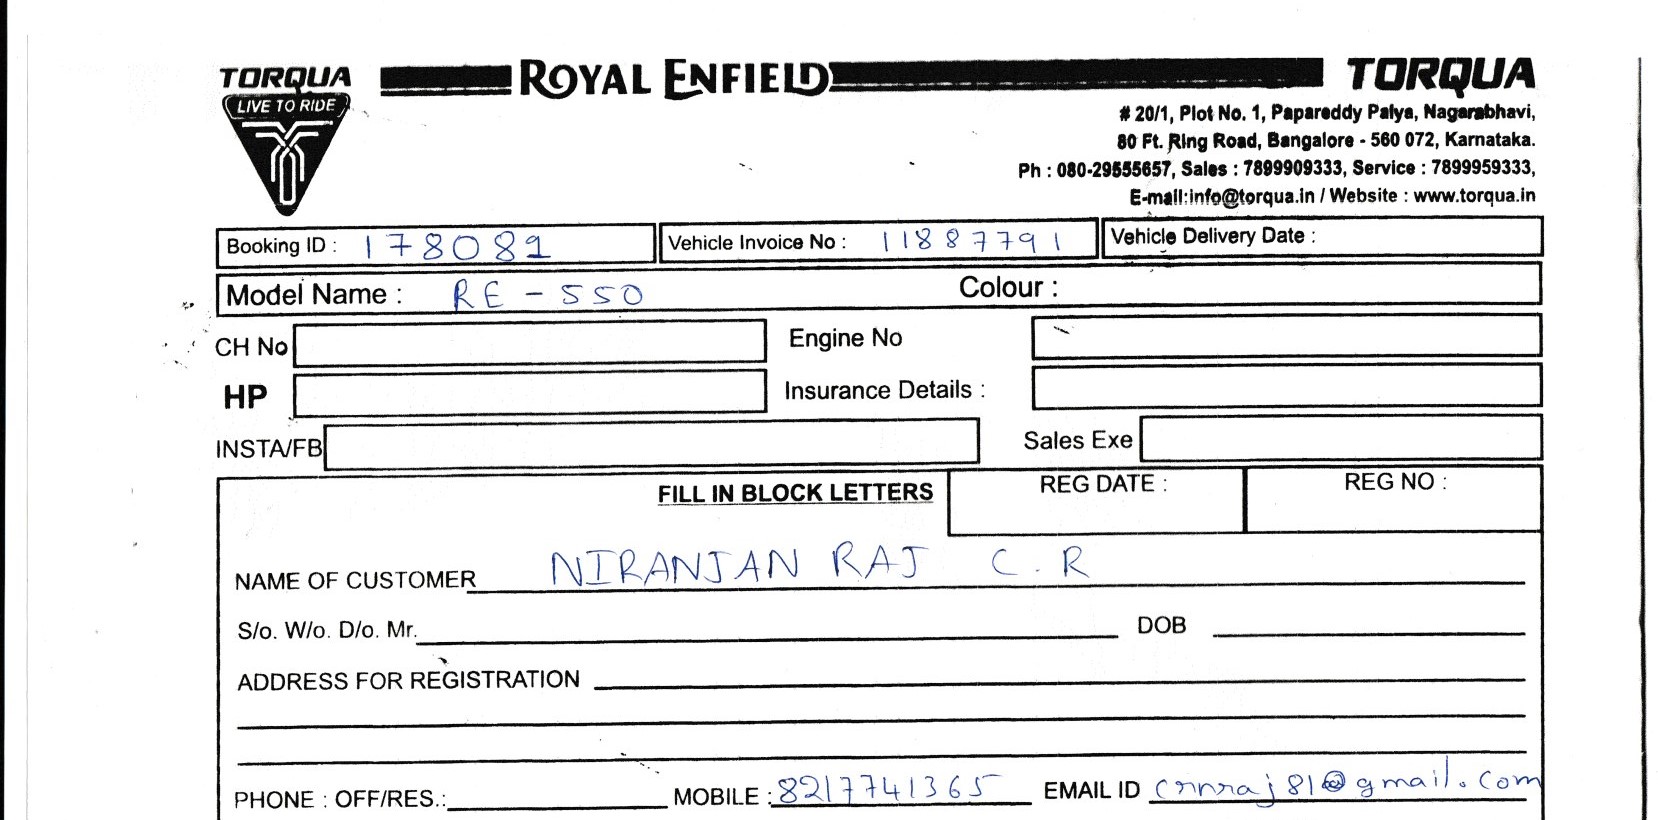 TORQUA ROYAL ENFIELD TORQUA
LIVE TO RIDE
# 20/1, Plot No. 1, Papareddy Palya, Nagarabhavi,
80 Ft. Ring Road, Bangalore - 560 072, Karnataka.
Ph : 080-29555657, Sales : 7899909333, Service : 7899959333,
E-mail:info@torqua.in / Website : www.torqua.in
Booking ID : 178081 Vehicle Invoice No : 11887791 Vehicle Delivery Date :
Model Name : RE - 550 Colour :
CH No Engine No
HP Insurance Details :
INSTA/FB Sales Exe
FILL IN BLOCK LETTERS REG DATE : REG NO :
NAME OF CUSTOMER NIRANJAN RAJ C.R
S/o. W/o. D/o. Mr. DOB
ADDRESS FOR REGISTRATION
PHONE : OFF/RES.: MOBILE : 8217741365 EMAIL ID crnraj81@gmail.com